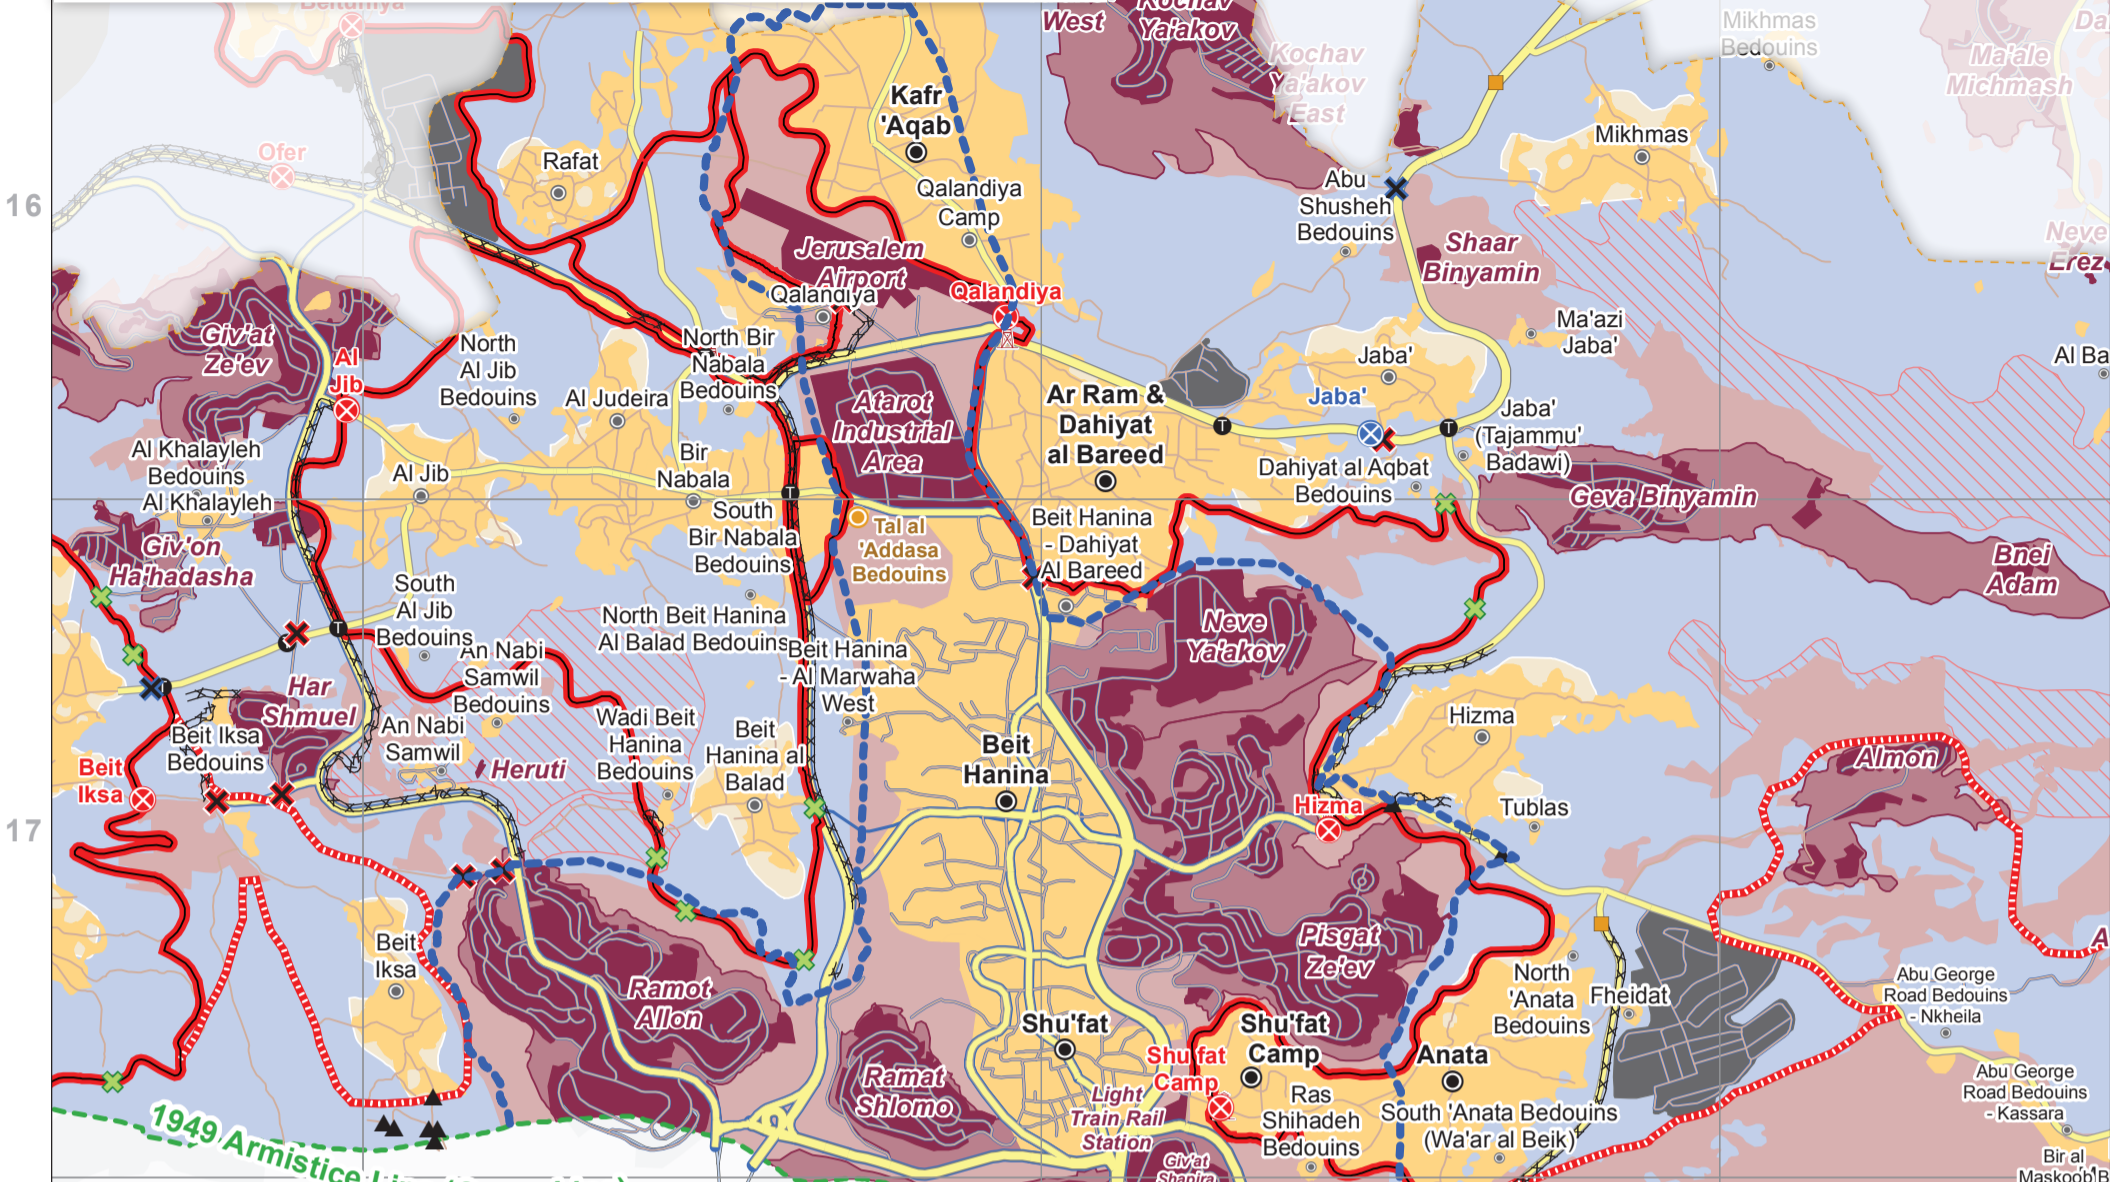 Beituniya
West
Kochav
Ya'akov
Kochav
Ya'akov
East
Mikhmas
Bedouins
Da
Ma'ale
Michmash
Kafr
'Aqab
Mikhmas
Ofer
Rafat
Qalandiya
Camp
Abu
Shusheh
Bedouins
16
Shaar
Binyamin
Neve
Erez
Jerusalem
Airport
Qalandiya
Qalandiya
Giv'at
Ze'ev
Al
Jib
North
Al Jib
Bedouins
North Bir
Nabala
Bedouins
Ma'azi
Jaba'
Jaba'
Al Ba
Al Judeira
Atarot
Industrial
Area
Ar Ram &
Dahiyat
al Bareed
Jaba'
Jaba'
(Tajammu'
Badawi)
Al Khalayleh
Bedouins
Al Khalayleh
Al Jib
Bir
Nabala
Dahiyat al Aqbat
Bedouins
Geva Binyamin
T
T
T
South
Bir Nabala
Bedouins
Tal al
'Addasa
Bedouins
Beit Hanina
- Dahiyat
Al Bareed
Giv'on
Ha'hadasha
Bnei
Adam
South
Al Jib
Bedouins
North Beit Hanina
Al Balad Bedouins
Neve
Ya'akov
T
An Nabi
Samwil
Bedouins
Beit Hanina
- Al Marwaha
West
T
Har
Shmuel
An Nabi
Samwil
Wadi Beit
Hanina
Bedouins
Beit
Hanina al
Balad
Beit
Hanina
Hizma
Beit Iksa
Bedouins
Heruti
Almon
Beit
Iksa
Hizma
Tublas
17
Beit
Iksa
Ramot
Allon
Pisgat
Ze'ev
North
'Anata
Bedouins
Fheidat
A
Abu George
Road Bedouins
- Nkheila
Shu'fat
Shu'fat
Camp
Shu'fat
Camp
Anata
Ramat
Shlomo
Light
Train Rail
Station
Ras
Shihadeh
Bedouins
South 'Anata Bedouins
(Wa'ar al Beik)
Abu George
Road Bedouins
- Kassara
1949 Armistice
Giv'at
Shapira
Bir al
Maskoob B